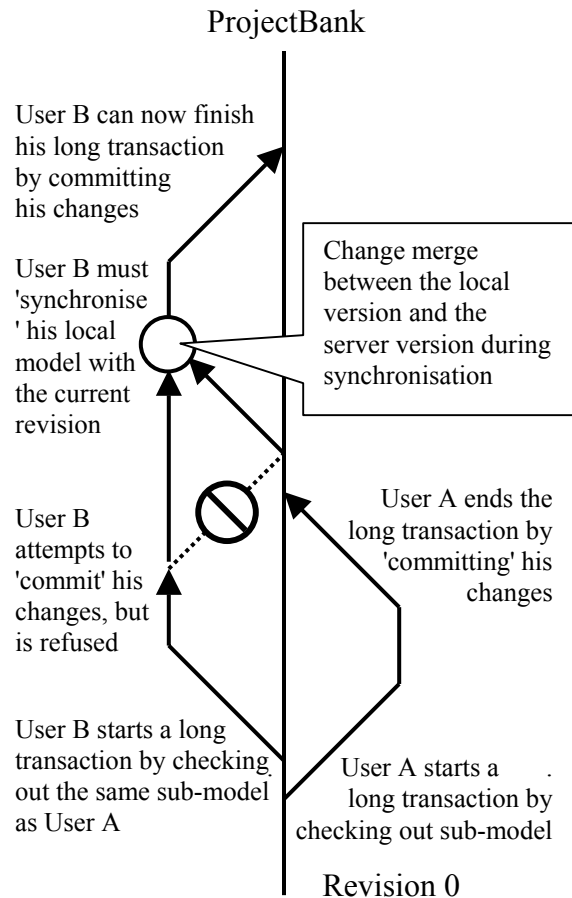 ProjectBank
User B can now finish
his long transaction
by committing
his changes
User B must
'synchronise
' his local
model with
the current
revision
Change merge
between the local
version and the
server version during
synchronisation
User B
attempts to
'commit' his
changes, but
is refused
User A ends the
long transaction by
'committing' his
changes
User B starts a long
transaction by checking
out the same sub-model
as User A
User A starts a
long transaction by
checking out sub-model
Revision 0